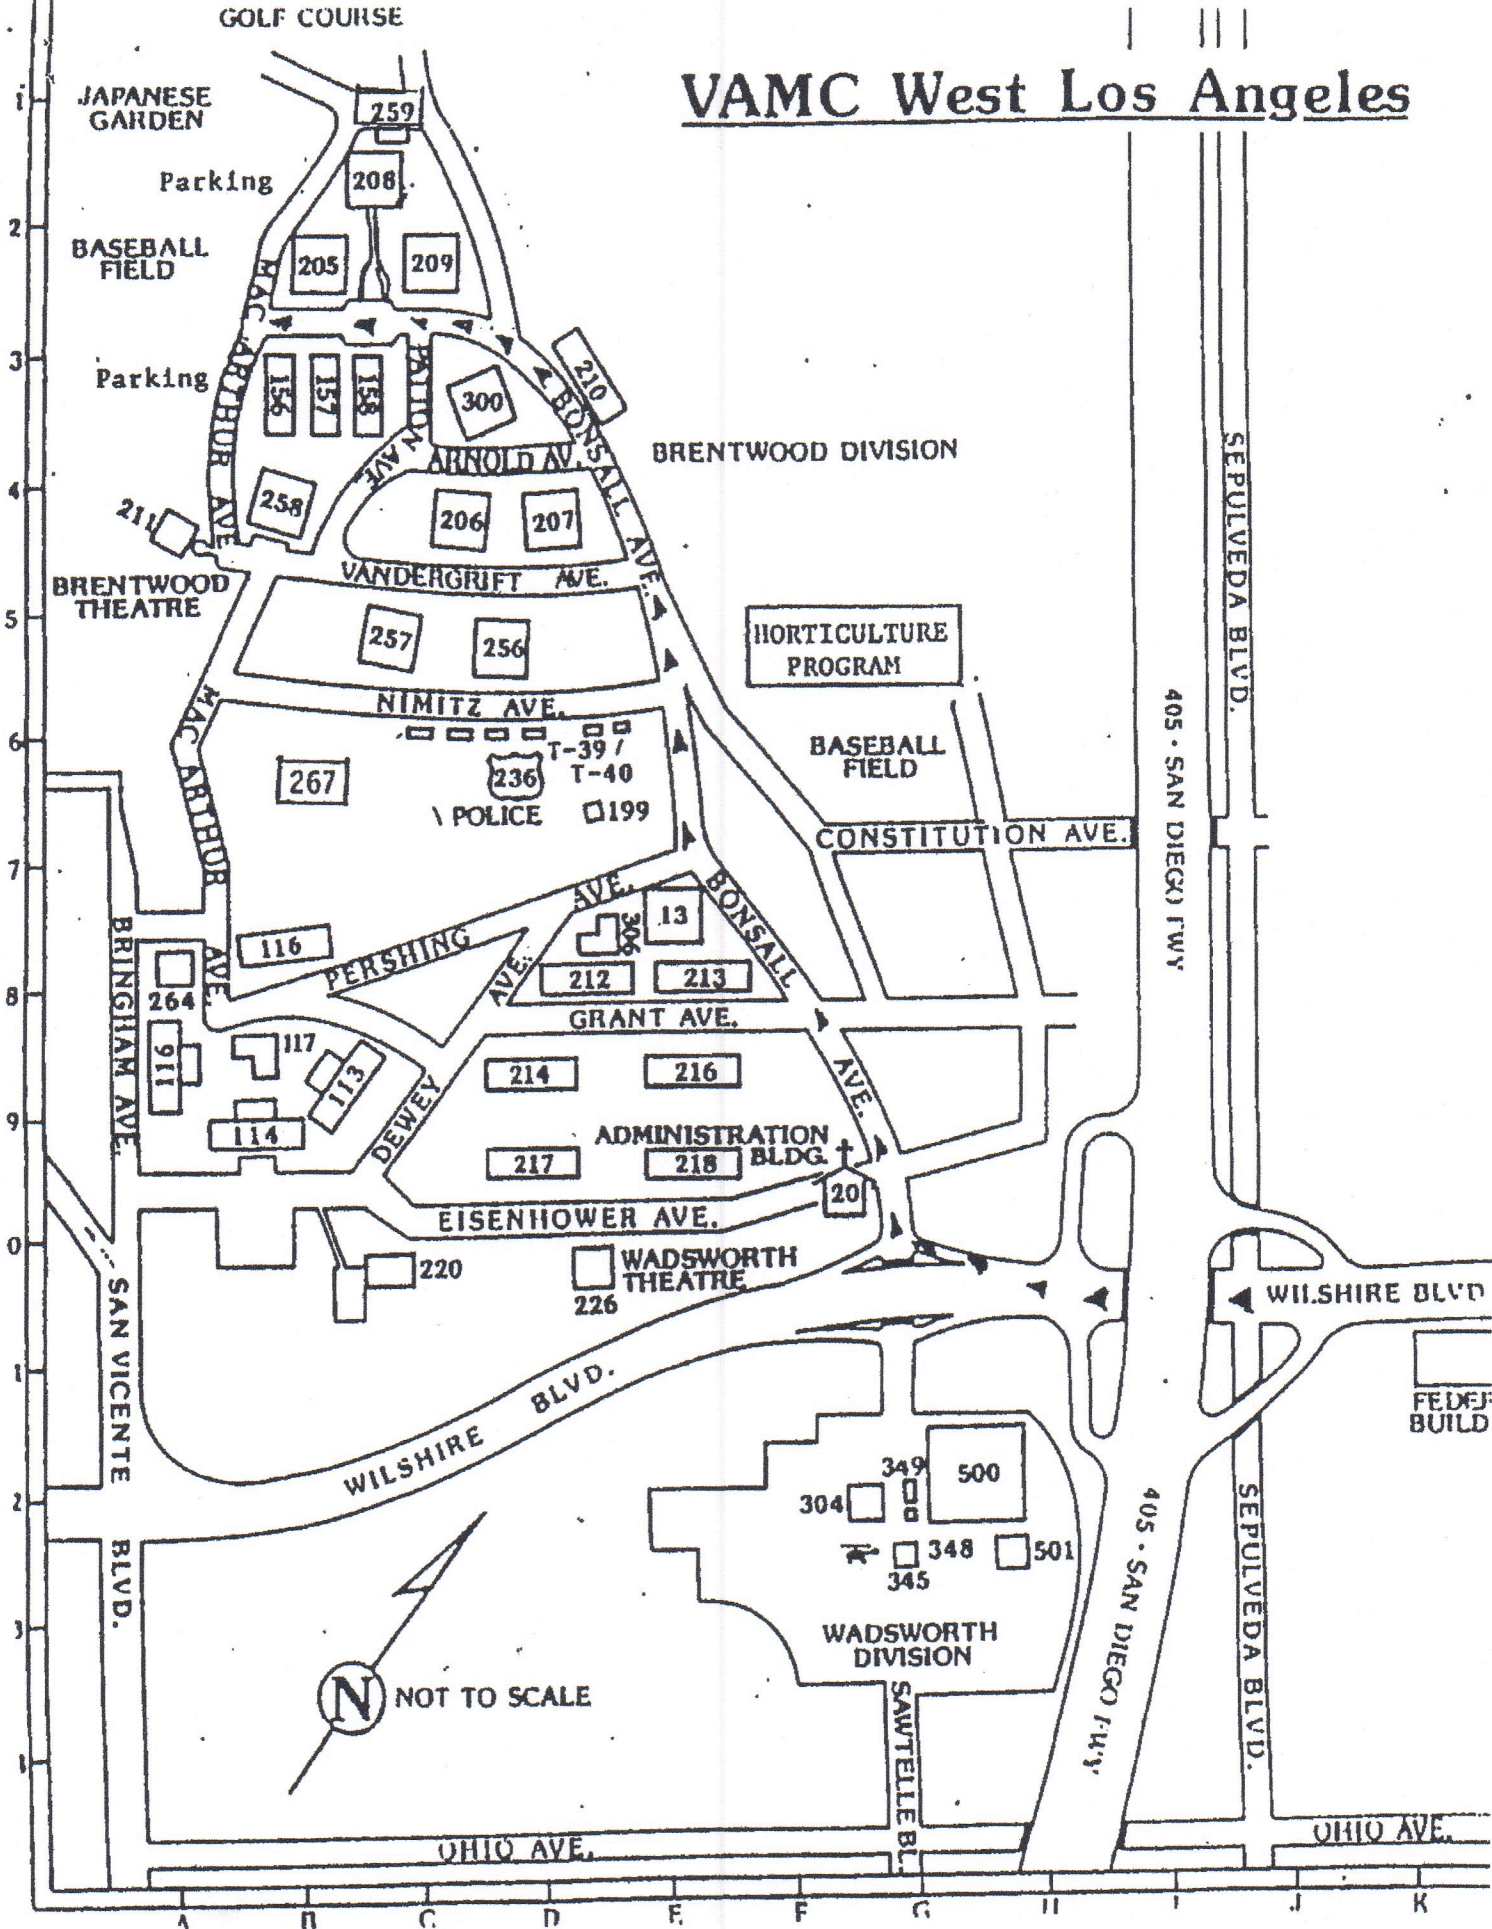 GOLF COURSE
VAMC West Los Angeles
JAPANESE
GARDEN
259
Parking
208
BASEBALL
FIELD
205
209
MAC ARTHUR AVE
Parking
156
157
158
PATTON AVE.
300
210
BONSALL AVE.
ARNOLD AV.
BRENTWOOD DIVISION
258
211
206
207
BRENTWOOD
THEATRE
VANDERGRIFT AVE.
257
256
HORTICULTURE
PROGRAM
NIMITZ AVE.
MAC ARTHUR AVE.
267
236
POLICE
T-39 /
T-40
199
BASEBALL
FIELD
CONSTITUTION AVE.
SEPULVEDA BLVD.
405 • SAN DIEGO FWY
BRINGHAM AVE.
116
PERSHING AVE.
306
13
BONSALL AVE.
264
212
213
DEWEY AVE.
GRANT AVE.
117
113
114
214
216
ADMINISTRATION
BLDG.
217
218
20
EISENHOWER AVE.
220
226
WADSWORTH
THEATRE
WILSHIRE BLVD
SAN VICENTE BLVD.
WILSHIRE BLVD.
FEDER
BUILD
349
500
304
348
501
345
WADSWORTH
DIVISION
N
NOT TO SCALE
SAWTELLE BL.
405 • SAN DIEGO FWY
SEPULVEDA BLVD.
OHIO AVE.
OHIO AVE.
1
2
3
4
5
6
7
8
9
0
1
2
3
A
B
C
D
E
F
G
H
I
J
K